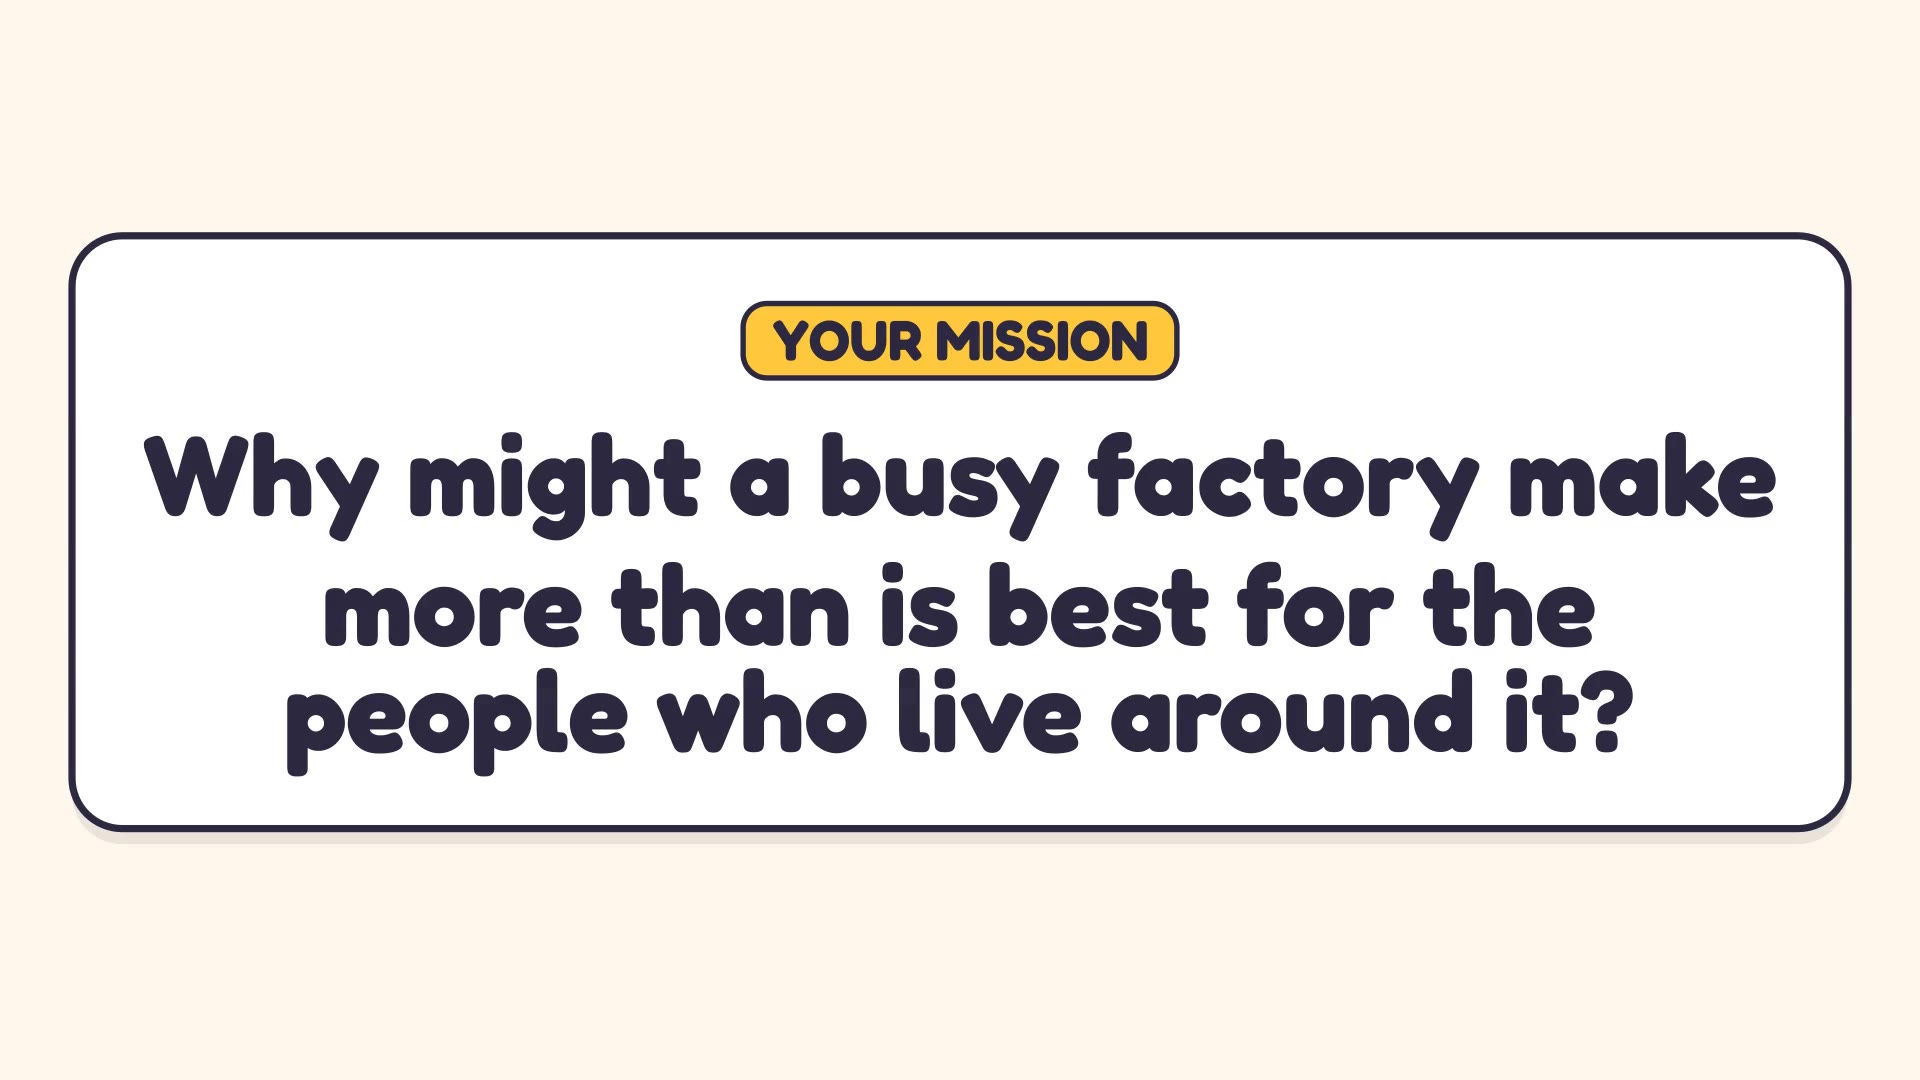 YOUR MISSION
Why might a busy factory make
more than is best for the
people who live around it?